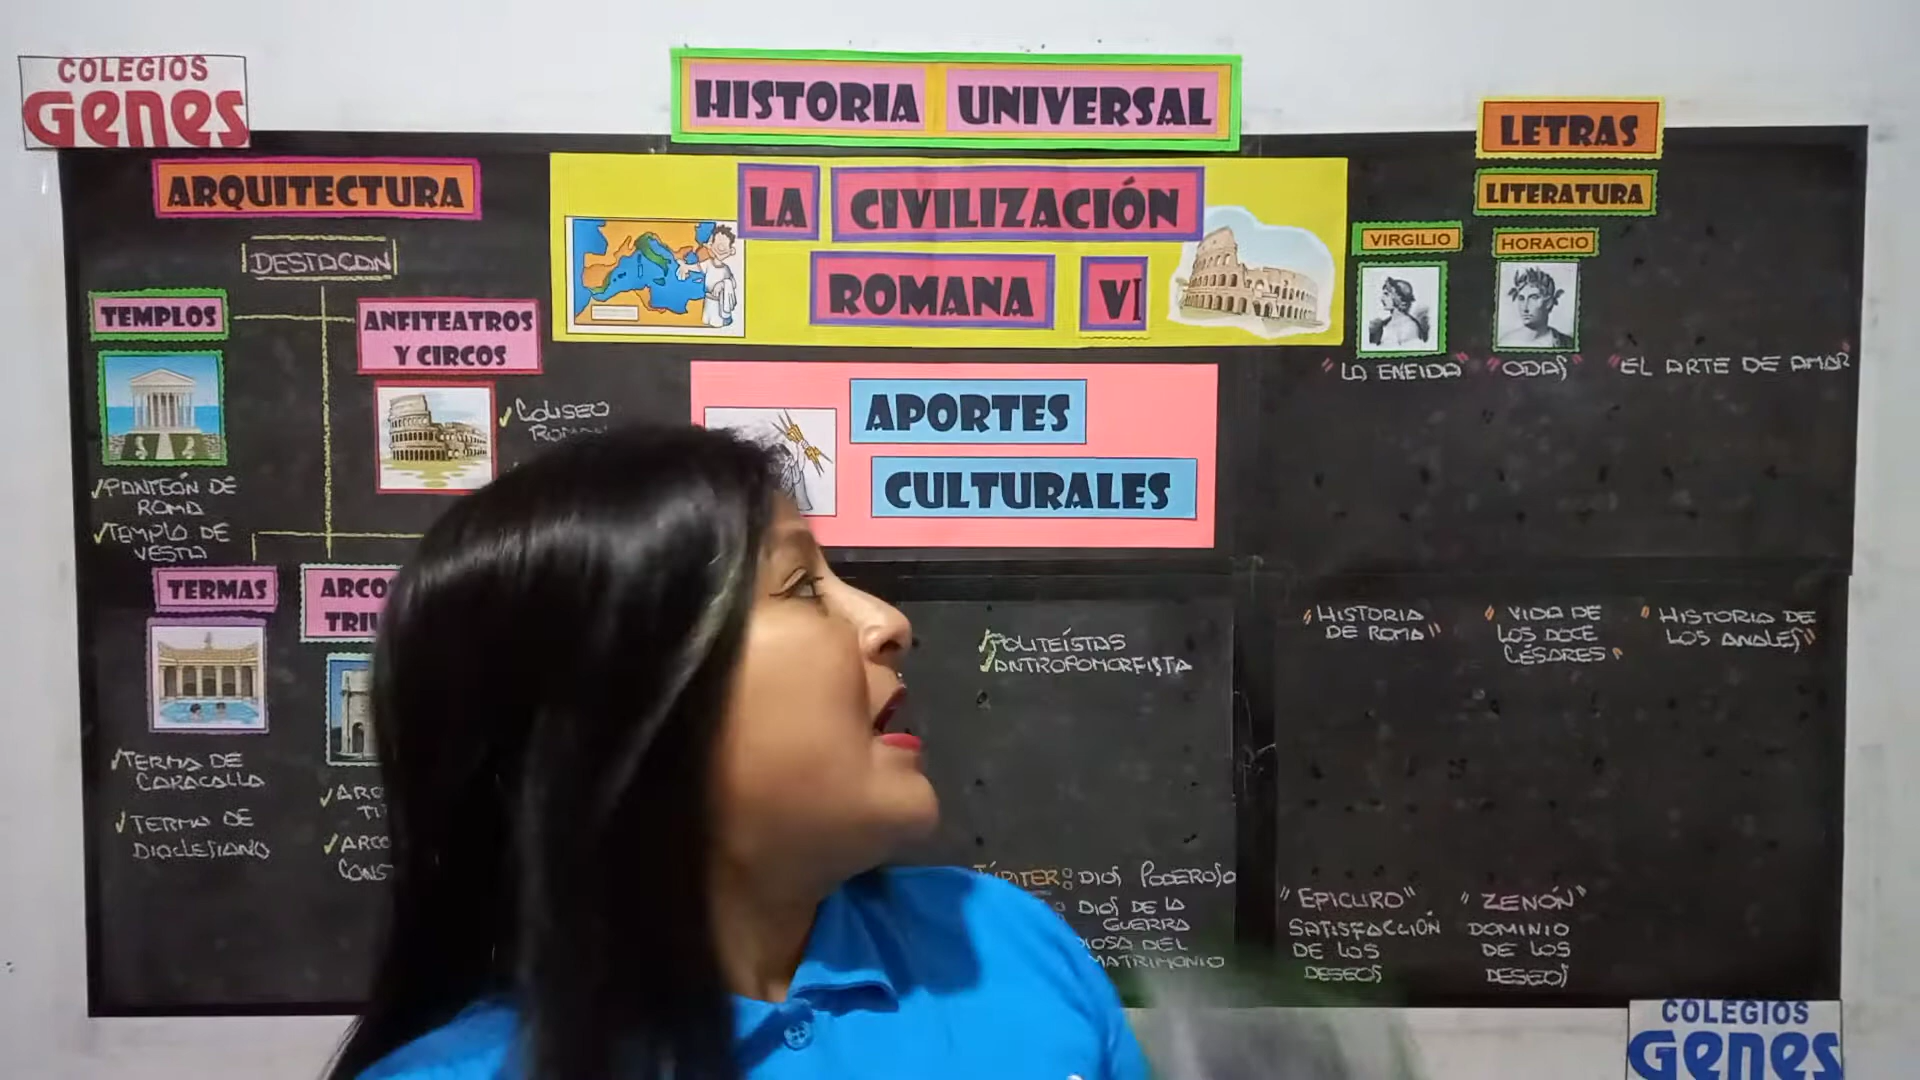 COLEGIOS
Genes
HISTORIA UNIVERSAL
LA CIVILIZACIÓN
ROMANA VI
APORTES
CULTURALES
ARQUITECTURA
DESTACAN
TEMPLOS
PANTEÓN DE
ROMA
TEMPLO DE
VESTA
ANFITEATROS
Y CIRCOS
COLISEO
TERMAS
TERMA DE
CARACALLA
TERMA DE
DIOCLESIANO
ARCO
POLITEÍSTAS
ANTROPOMORFISTA
JÚPITER: DIOS PODEROSO
DIOS DE LA
GUERRA
DEL
MATRIMONIO
LETRAS
LITERATURA
VIRGILIO
HORACIO
"LA ENEIDA" "ODAS" "EL ARTE DE AMAR"
"HISTORIA
DE ROMA"
"VIDA DE
LOS DOCE
CÉSARES"
"HISTORIA DE
LOS ANALES"
"EPICURO"
SATISFACCIÓN
DE LOS
DESEOS
"ZENÓN"
DOMINIO
DE LOS
DESEOS
COLEGIOS
Genes